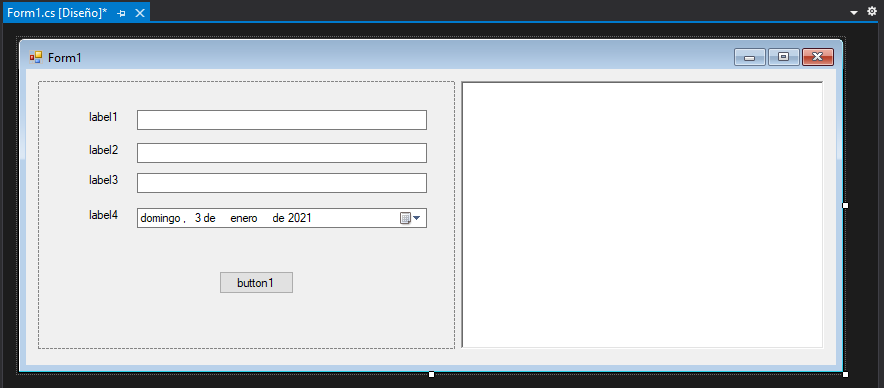 Form1.cs [Diseño]*
Form1
label1
label2
label3
label4 domingo , 3 de enero de 2021
button1